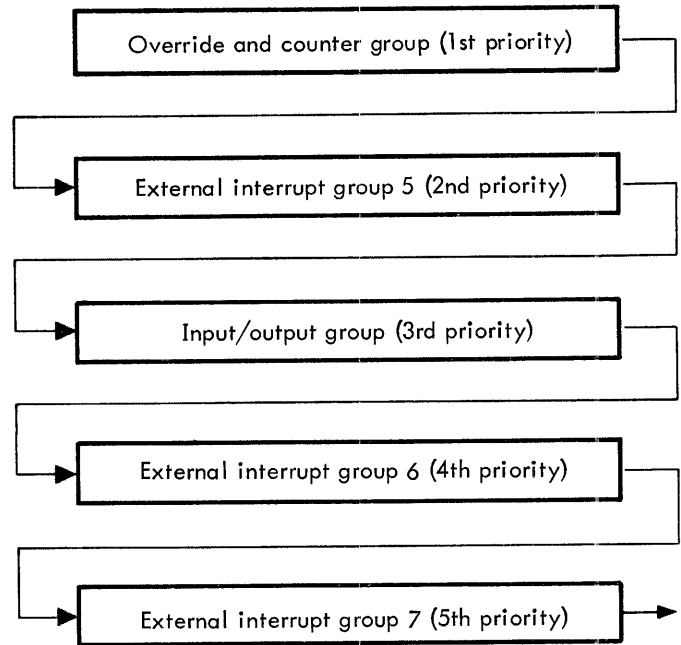 Override and counter group (1st priority)
External interrupt group 5 (2nd priority)
Input/output group (3rd priority)
External interrupt group 6 (4th priority)
External interrupt group 7 (5th priority)